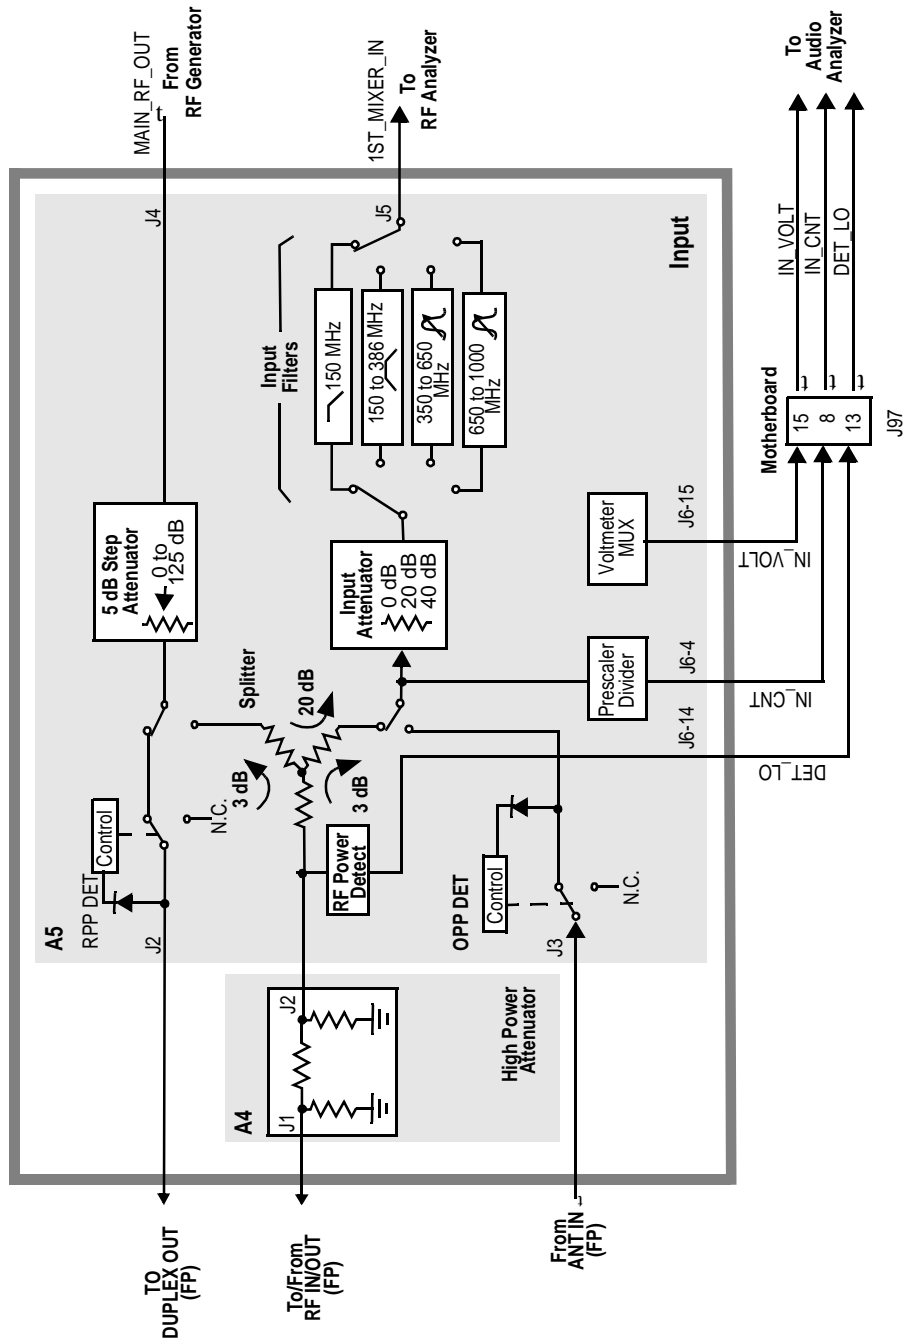 MAIN_RF_OUT
t
From
RF Generator
1ST_MIXER_IN
To
RF Analyzer
To
Audio
Analyzer
J4
J5
Input
Input
Filters
150 MHz
150 to 386 MHz
350 to 650
MHz
650 to 1000
MHz
IN_VOLT
IN_CNT
DET_LO
t
t
t
Motherboard
15
8
13
J97
5 dB Step
Attenuator
0 to
125 dB
Input
Attenuator
0 dB
20 dB
40 dB
Voltmeter
MUX
J6-15
IN_VOLT
Splitter
20 dB
3 dB
3 dB
Prescaler
Divider
J6-4
IN_CNT
J6-14
DET_LO
A5
RPP DET
Control
N.C.
J2
RF Power
Detect
OPP DET
Control
N.C.
J3
A4
J1
J2
High Power
Attenuator
TO
DUPLEX OUT
(FP)
To/From
RF IN/OUT
(FP)
From
ANT IN
(FP)
t